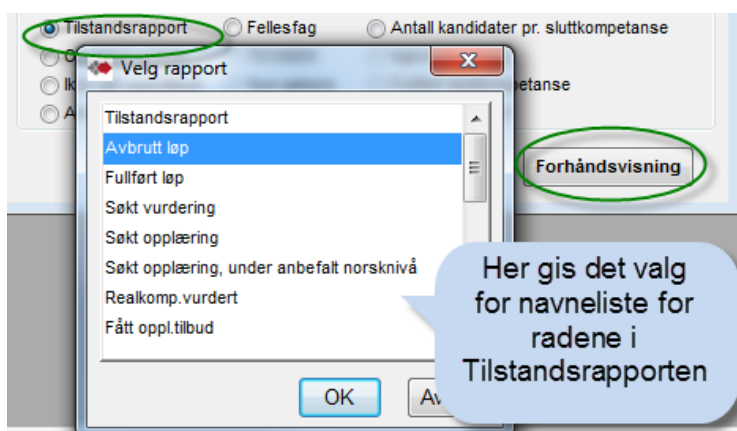 Tilstandsrapport Fellesfag Antall kandidater pr. sluttkompetanse
Velg rapport
Tilstandsrapport
Avbrutt løp
Fullført løp
Søkt vurdering
Søkt opplæring
Søkt opplæring, under anbefalt norsknivå
Realkomp.vurdert
Fått oppl.tilbud
OK
Forhåndsvisning
Her gis det valg
for navneliste for
radene i
Tilstandsrapporten